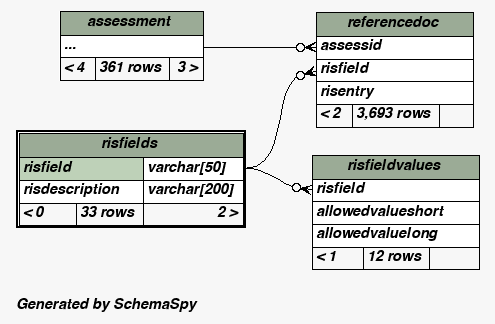 assessment
...
< 4 361 rows 3 >
referencedoc
assessid
risfield
risentry
< 2 3,693 rows
risfields
risfield varchar[50]
risdescription varchar[200]
< 0 33 rows 2 >
risfieldvalues
risfield
allowedvalueshort
allowedvaluelong
< 1 12 rows
Generated by SchemaSpy